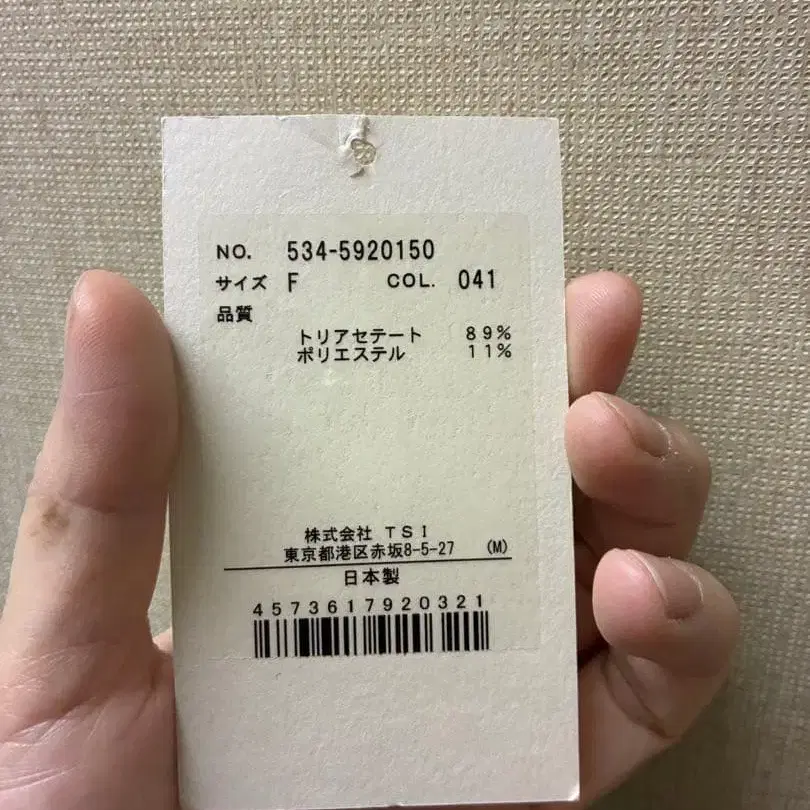 NO. 534-5920150
サイズ F COL. 041
品質
トリアセテート 89%
ポリエステル 11%
株式会社 TSI
東京都港区赤坂8-5-27 (M)
日本製
4573617920321